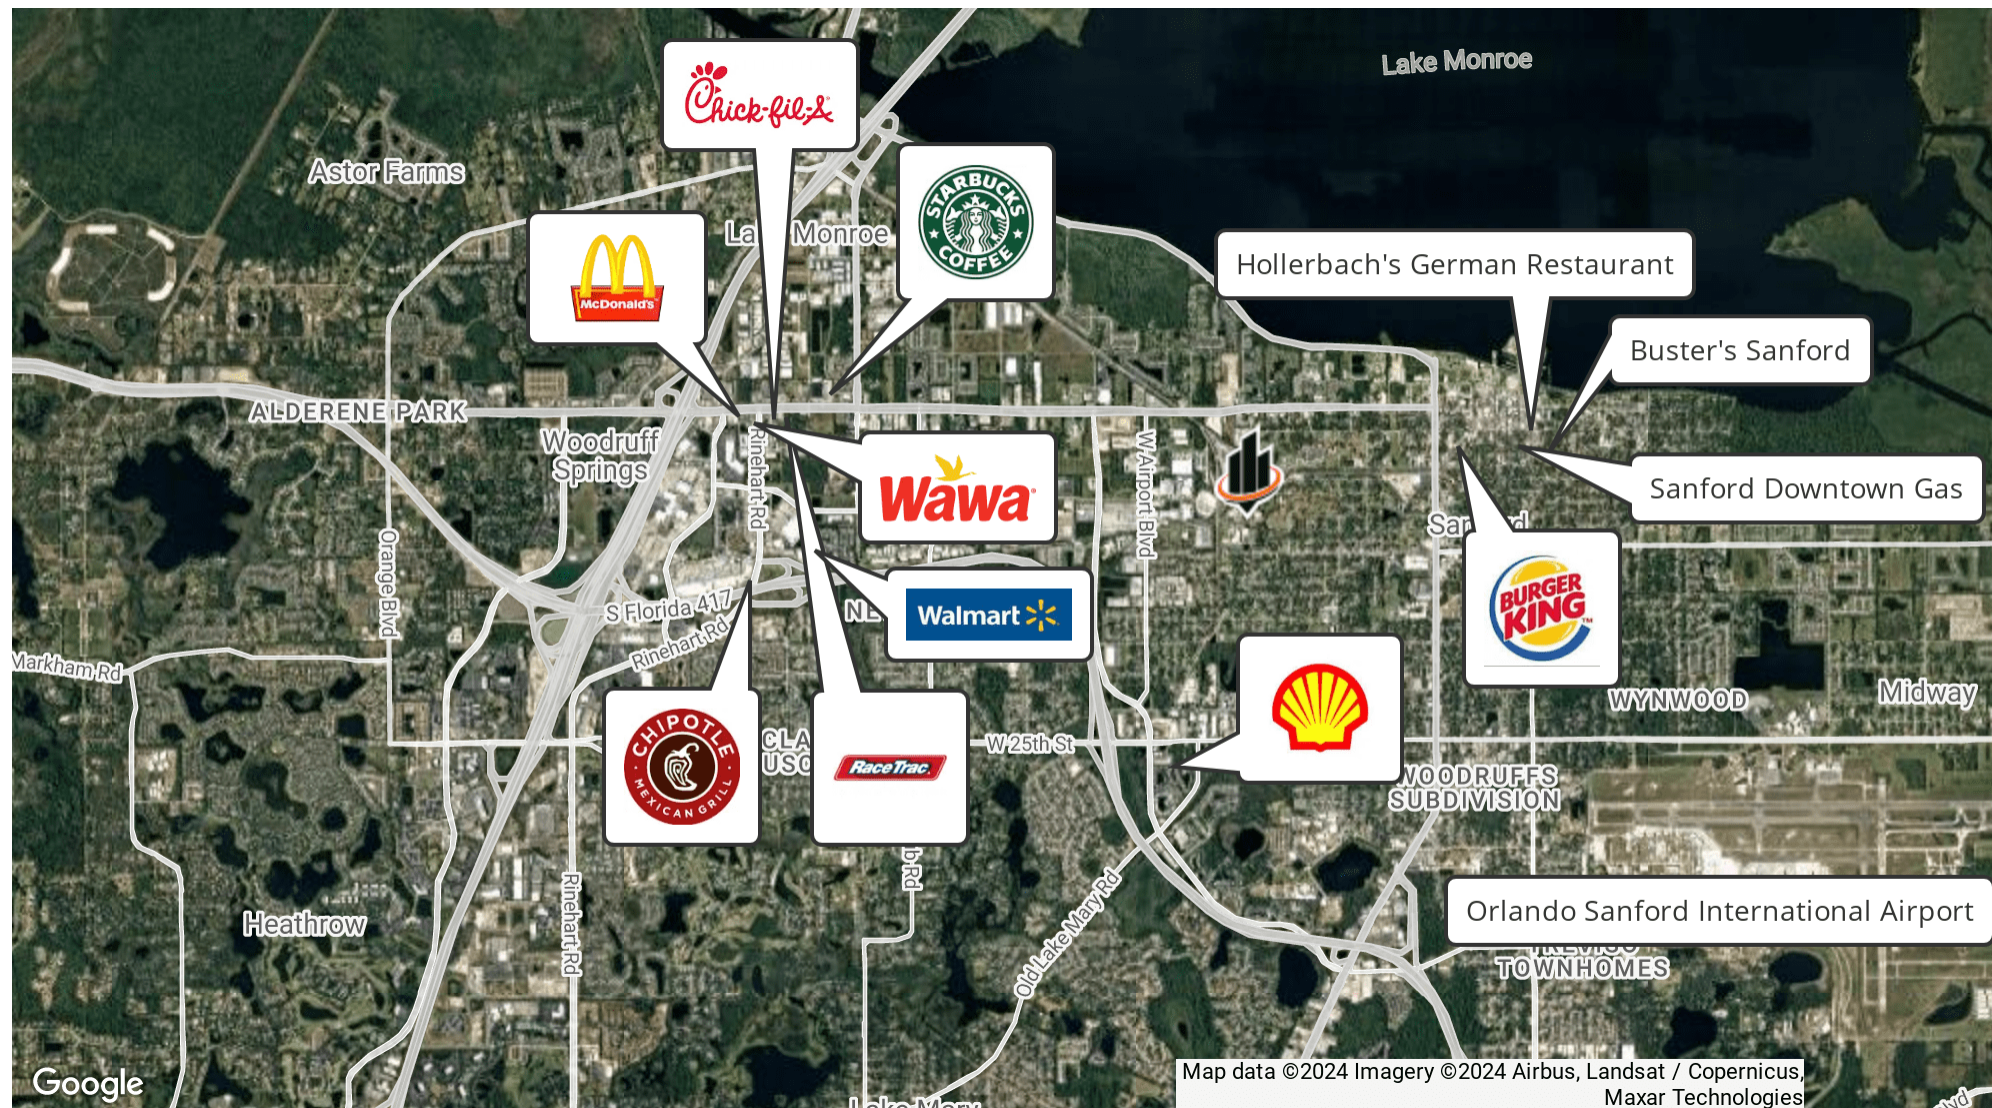 Lake Monroe
Chick-fil-A
Astor Farms
STARBUCKS
COFFEE
Monroe
McDonald's
Hollerbach's German Restaurant
Buster's Sanford
ALDERENE PARK
Woodruff
Springs
Rinehart Rd
W Airport Blvd
Wawa
Sanford Downtown Gas
Orange Blvd
S Florida 417
Rinehart Rd
Walmart
BURGER
KING
TM
Markham Rd
WYNWOOD
Midway
CHIPOTLE
MEXICAN GRILL
RaceTrac
W 25th St
WOODRUFFS
SUBDIVISION
Rinehart Rd
Old Lake Mary Rd
Heathrow
Orlando Sanford International Airport
TOWNHOMES
Google
Map data ©2024 Imagery ©2024 Airbus, Landsat / Copernicus,
Maxar Technologies
Lake Mary